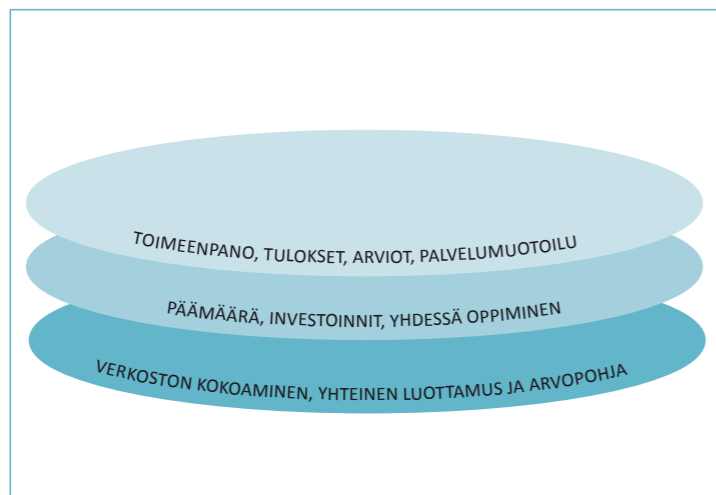 TOIMEENPANO, TULOKSET, ARVIOT, PALVELUMUOTOILU
PÄÄMÄÄRÄ, INVESTOINNIT, YHDESSÄ OPPIMINEN
VERKOSTON KOKOAMINEN, YHTEINEN LUOTTAMUS JA ARVOPOHJA